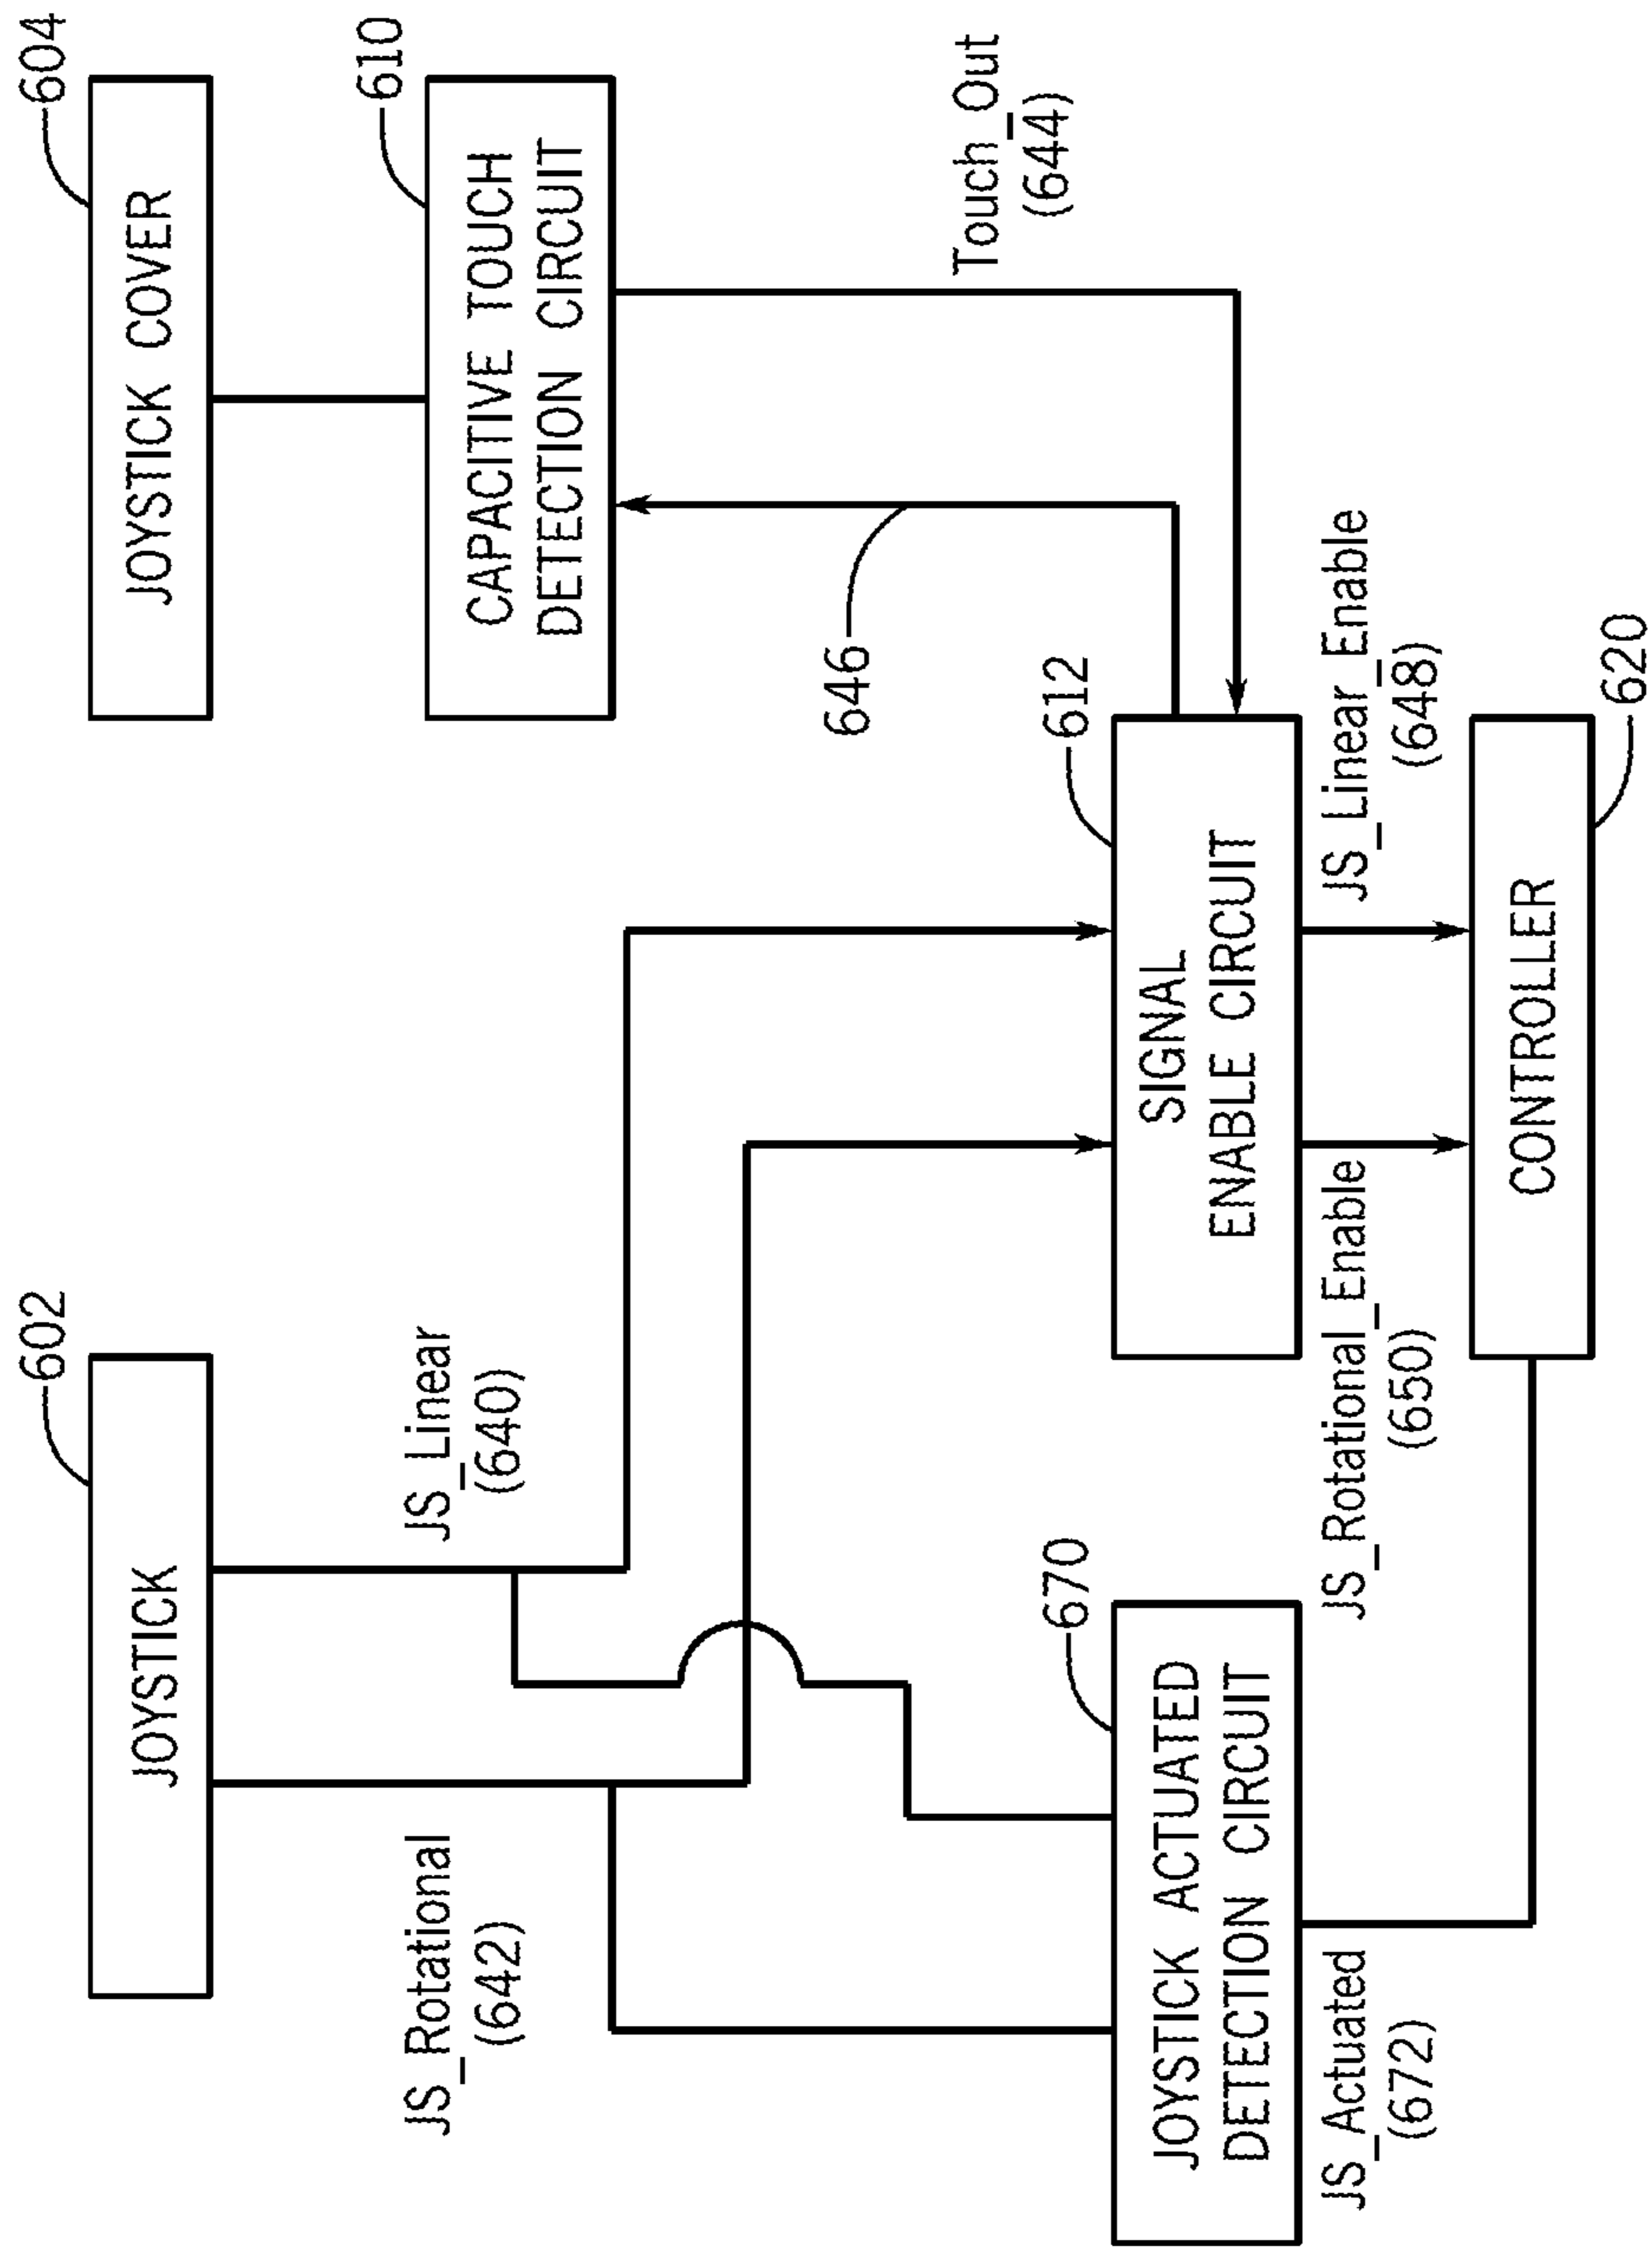 602
JOYSTICK
604
JOYSTICK COVER
JS_Rotational
(642)
JS_Linear
(640)
610
CAPACITIVE TOUCH
DETECTION CIRCUIT
646
Touch_Out
(644)
670
JOYSTICK ACTUATED
DETECTION CIRCUIT
612
SIGNAL
ENABLE CIRCUIT
JS_Actuated
(672)
JS_Rotational_Enable
(650)
JS_Linear_Enable
(648)
CONTROLLER
620